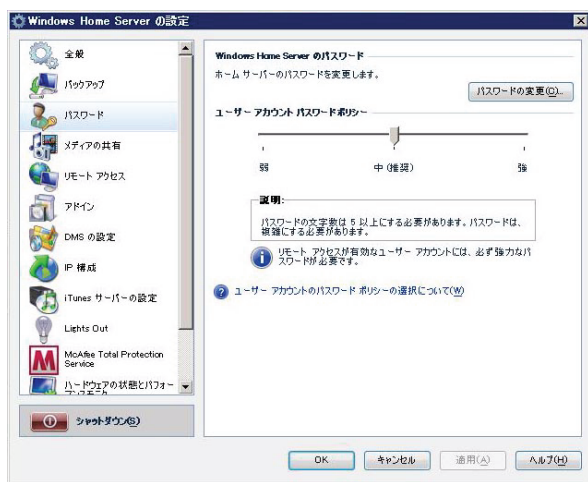 Windows Home Server の設定
全般
バックアップ
パスワード
メディアの共有
リモート アクセス
アドイン
DMS の設定
IP 構成
iTunes サーバーの設定
Lights Out
McAfee Total Protection
Service
ハードウェアの状態とパフォー
シャットダウン(S)
Windows Home Server のパスワード
ホーム サーバーのパスワードを変更します。
パスワードの変更(C)...
ユーザー アカウント パスワード ポリシー
弱
中 (推奨)
強
説明:
パスワードの文字数は 5 以上にする必要があります。パスワードは、
複雑にする必要があります。
リモート アクセスが有効なユーザー アカウントには、必ず強力なパ
スワードが必要です。
ユーザー アカウントのパスワード ポリシーの選択について(W)
OK
キャンセル
適用(A)
ヘルプ(H)